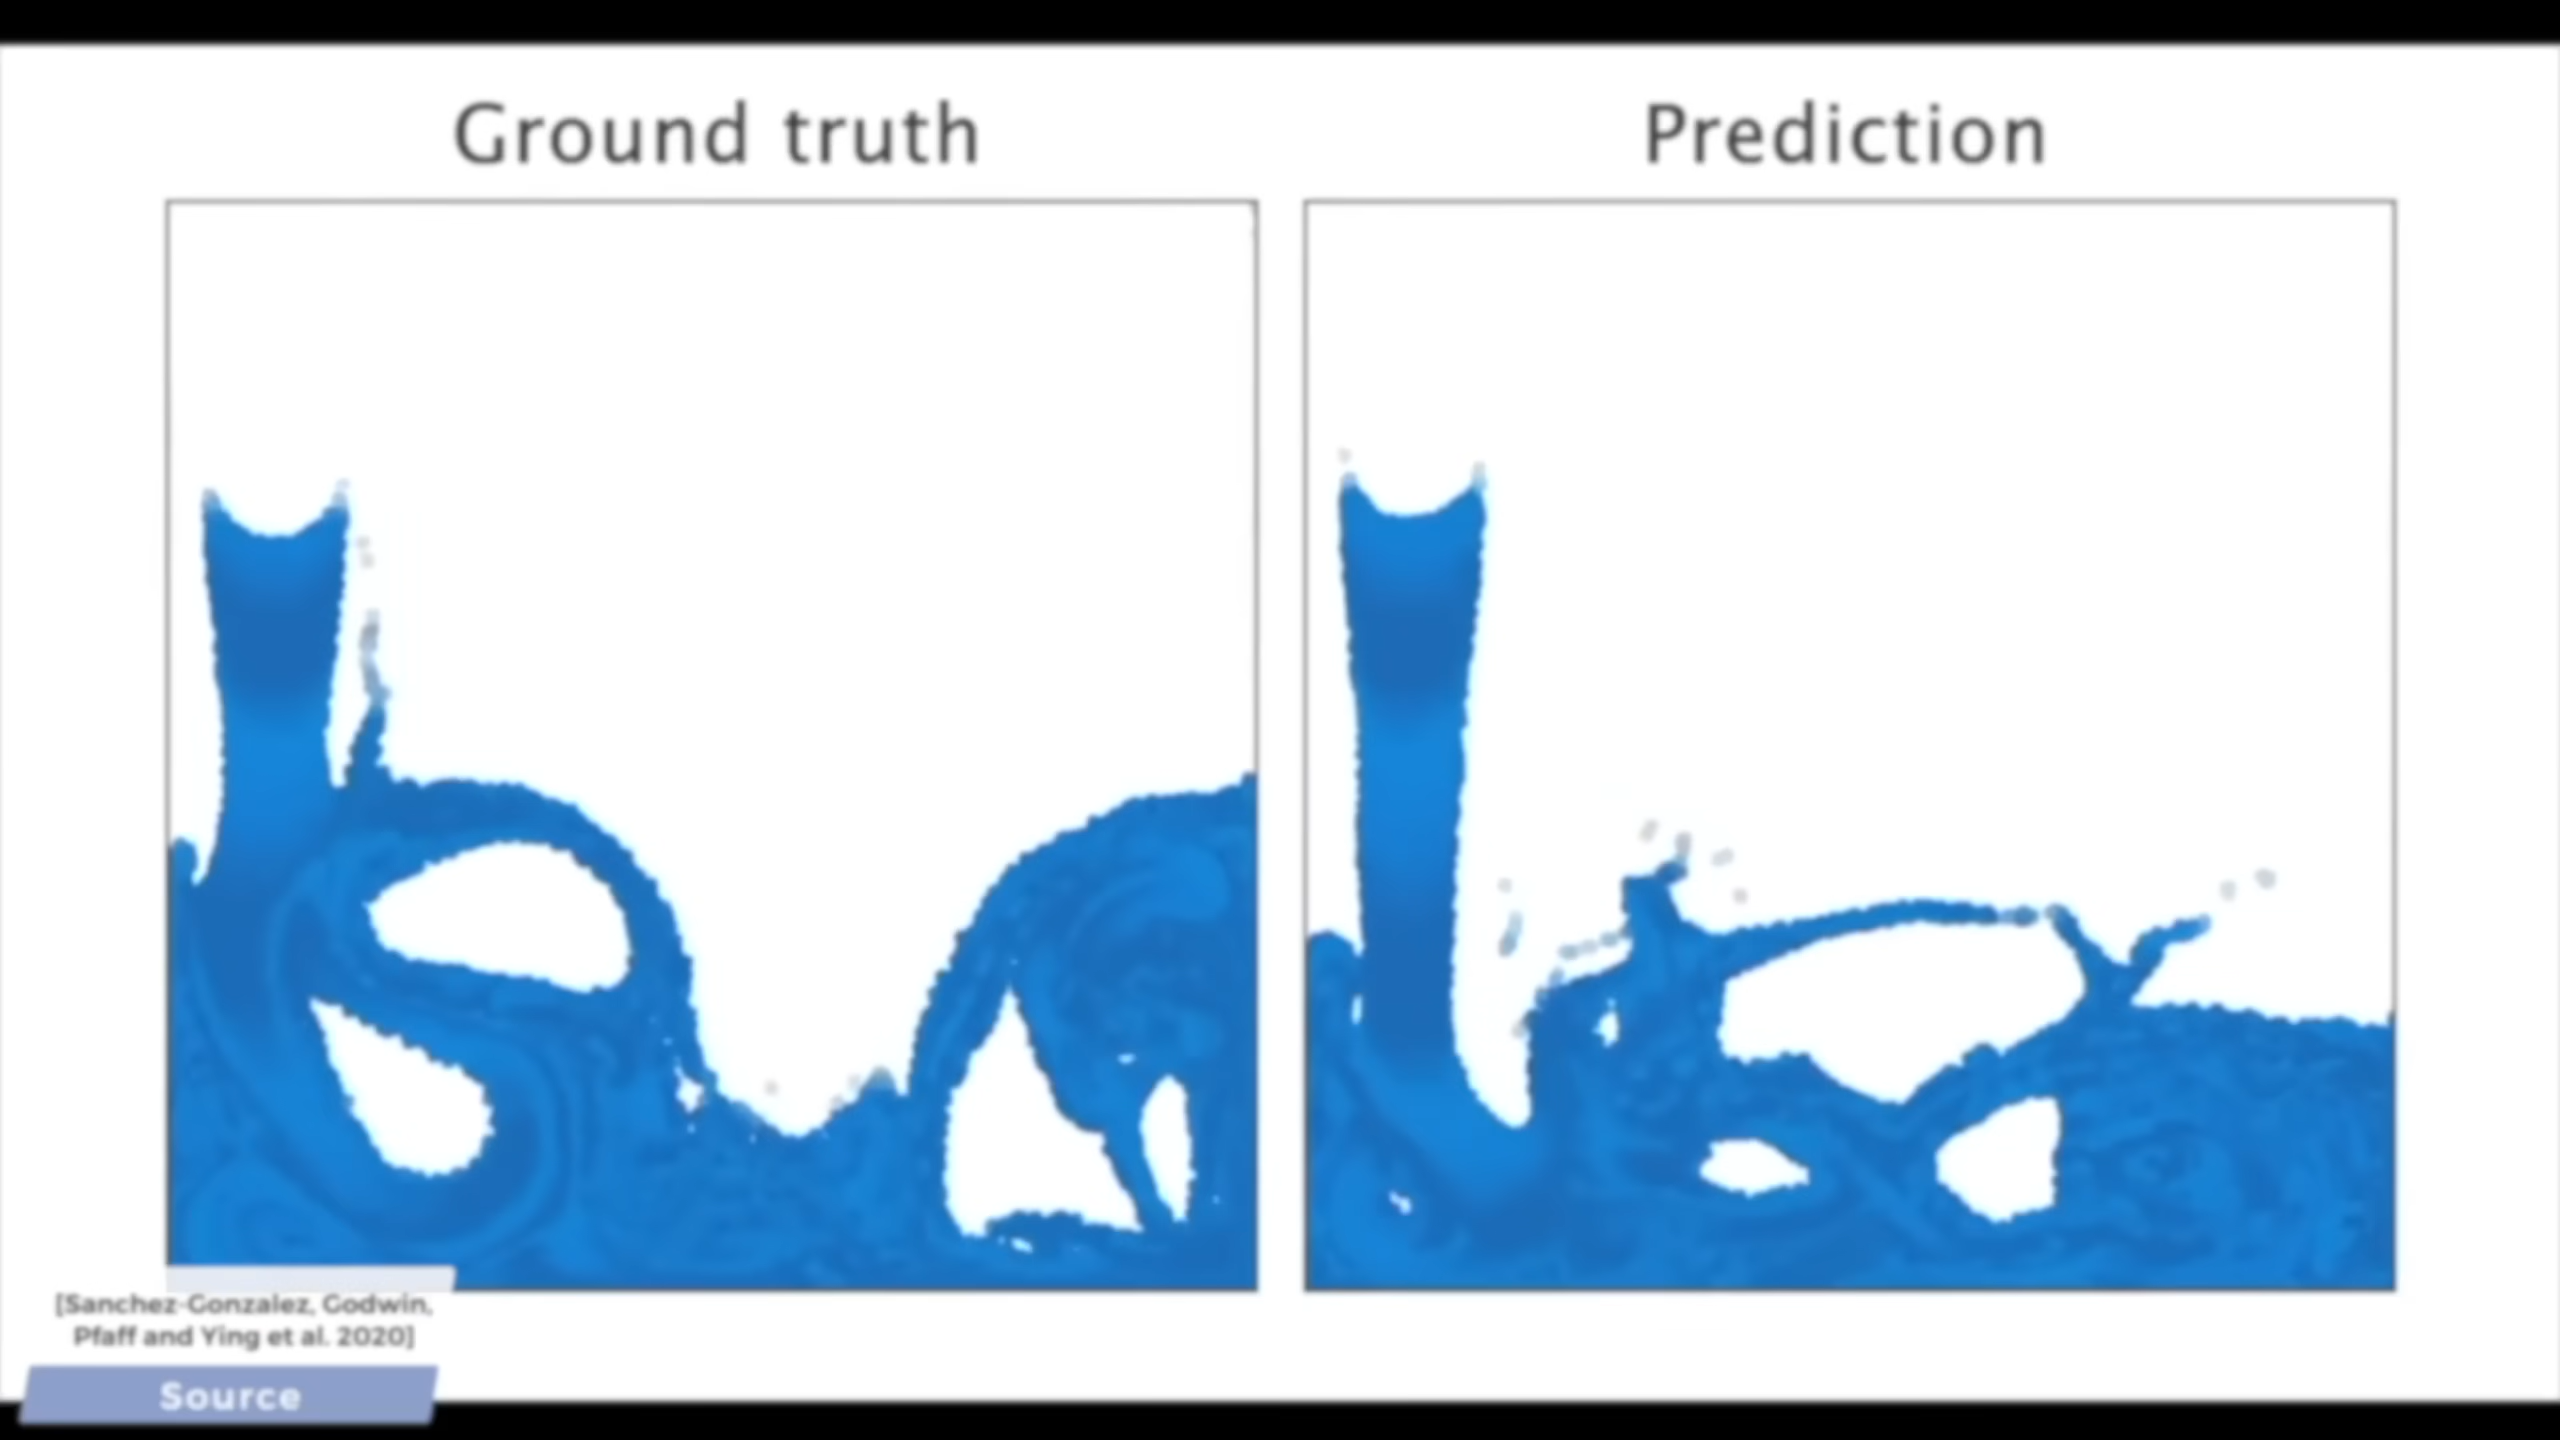 Ground truth
Prediction
[Sanchez-Gonzalez, Godwin,
Pfaff and Ying et al. 2020]
Source